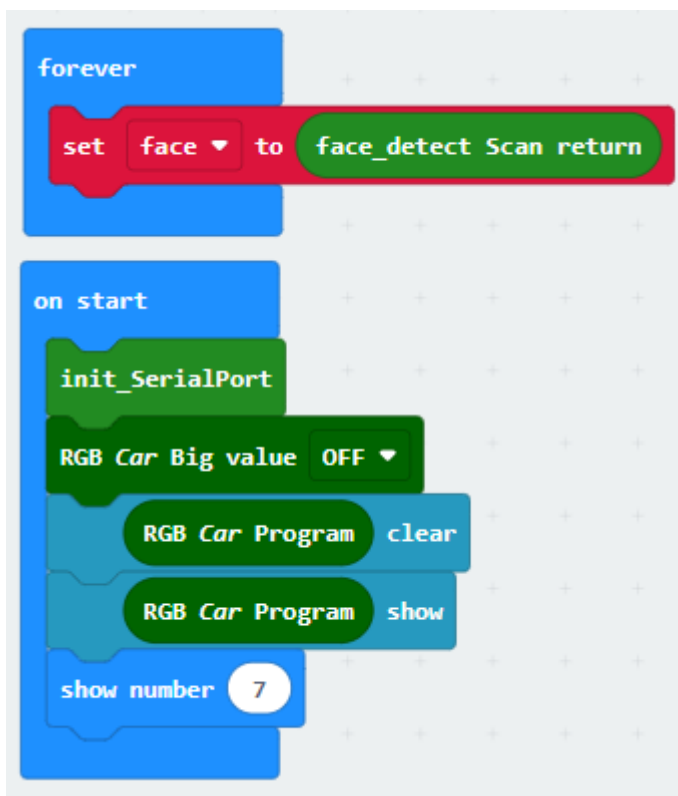 forever
set face to face_detect Scan return
on start
init_SerialPort
RGB Car Big value OFF
RGB Car Program clear
RGB Car Program show
show number 7